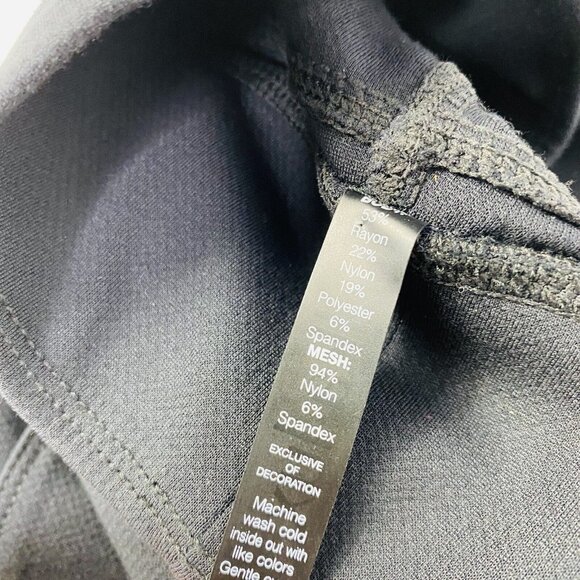 53%
Rayon
22%
Nylon
19%
Polyester
6%
Spandex
MESH:
94%
Nylon
6%
Spandex
EXCLUSIVE
OF
DECORATION
Machine
wash cold
inside out with
like colors
Gentle